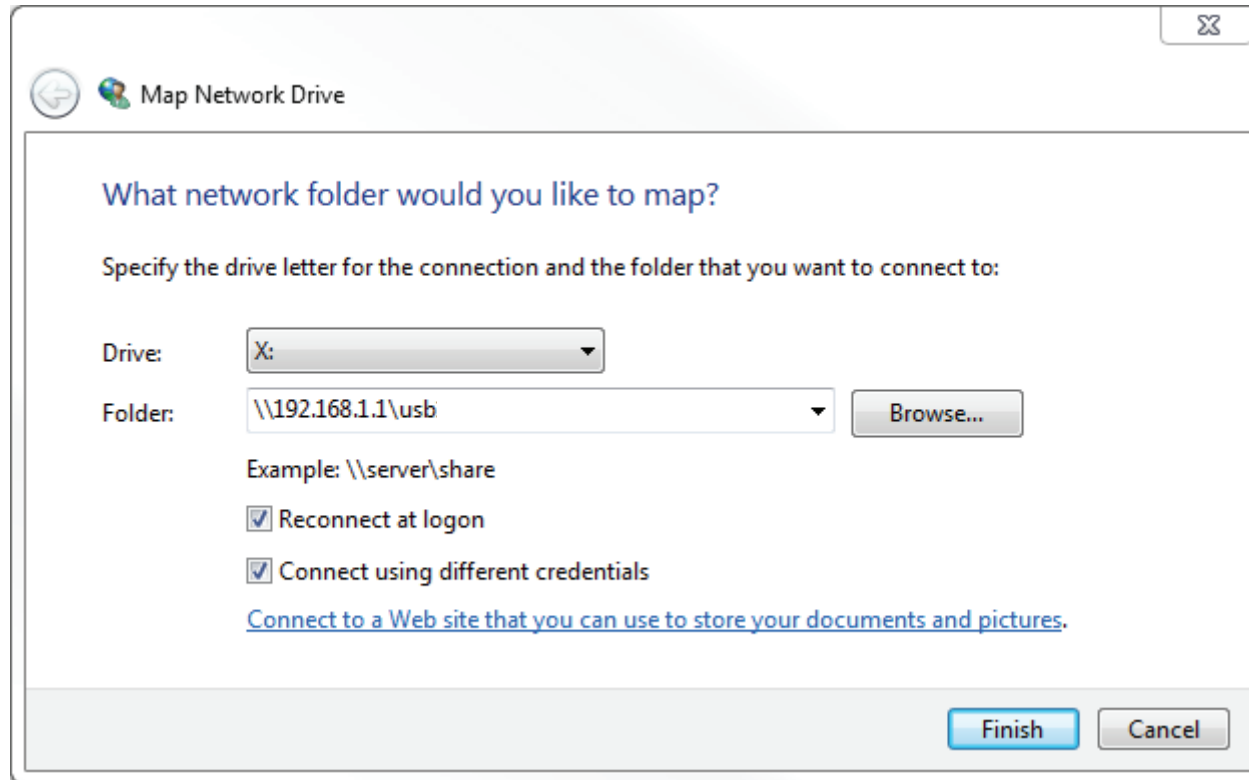 Map Network Drive
What network folder would you like to map?
Specify the drive letter for the connection and the folder that you want to connect to:
Drive: X:
Folder: \\192.168.1.1\usb Browse...
Example: \\server\share
Reconnect at logon
Connect using different credentials
Connect to a Web site that you can use to store your documents and pictures.
Finish Cancel